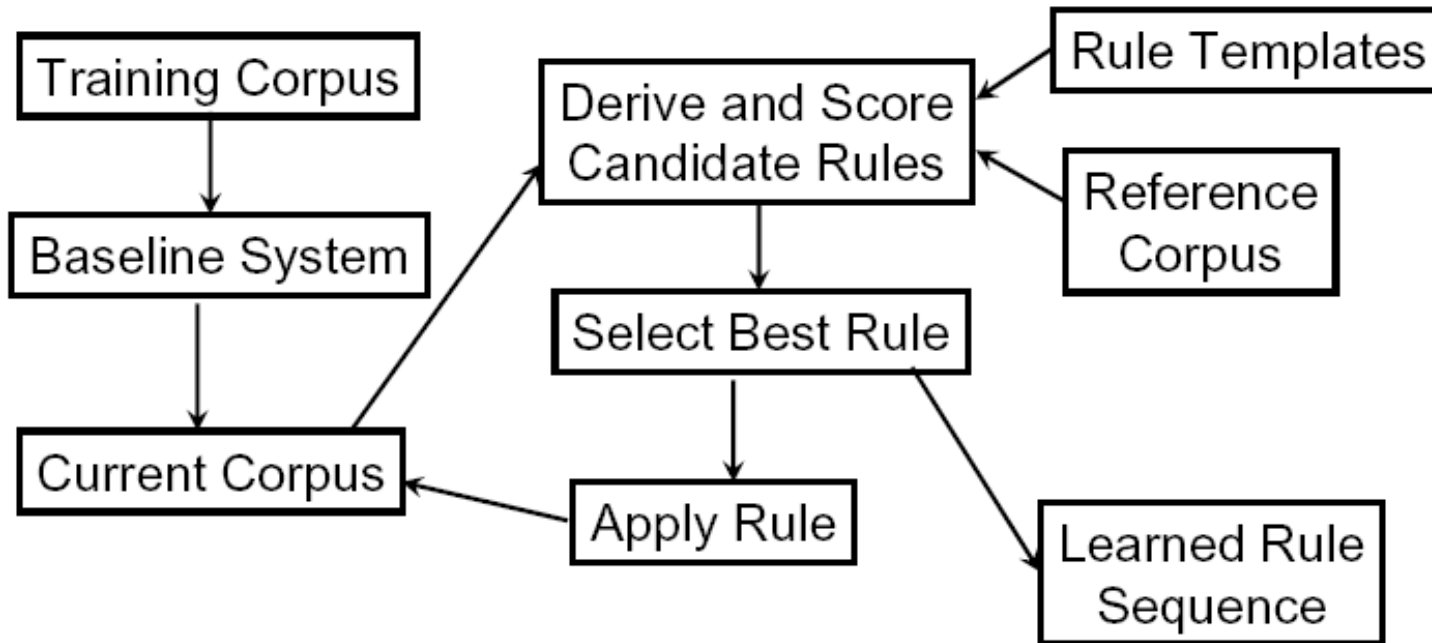 Training Corpus
Baseline System
Current Corpus
Derive and Score
Candidate Rules
Select Best Rule
Apply Rule
Rule Templates
Reference
Corpus
Learned Rule
Sequence